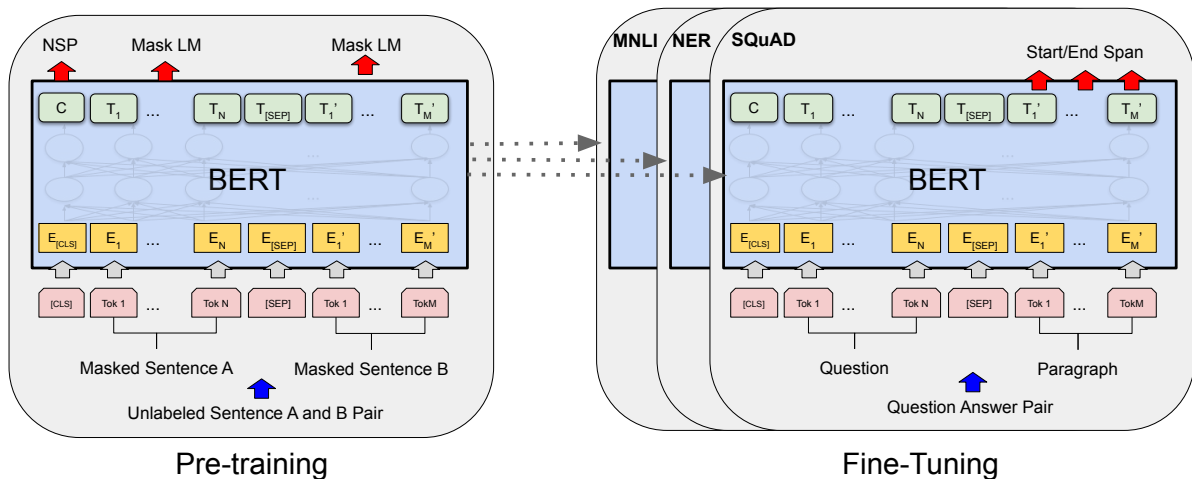 NSP Mask LM Mask LM
C T1 ... TN T[SEP] T1' ... TM'
...
BERT
...
E[CLS] E1 ... EN E[SEP] E1' ... EM'
[CLS] Tok 1 ... Tok N [SEP] Tok 1 ... TokM
Masked Sentence A Masked Sentence B
Unlabeled Sentence A and B Pair
Pre-training
MNLI NER SQuAD
Start/End Span
C T1 ... TN T[SEP] T1' ... TM'
...
BERT
...
E[CLS] E1 ... EN E[SEP] E1' ... EM'
[CLS] Tok 1 ... Tok N [SEP] Tok 1 ... TokM
Question Paragraph
Question Answer Pair
Fine-Tuning